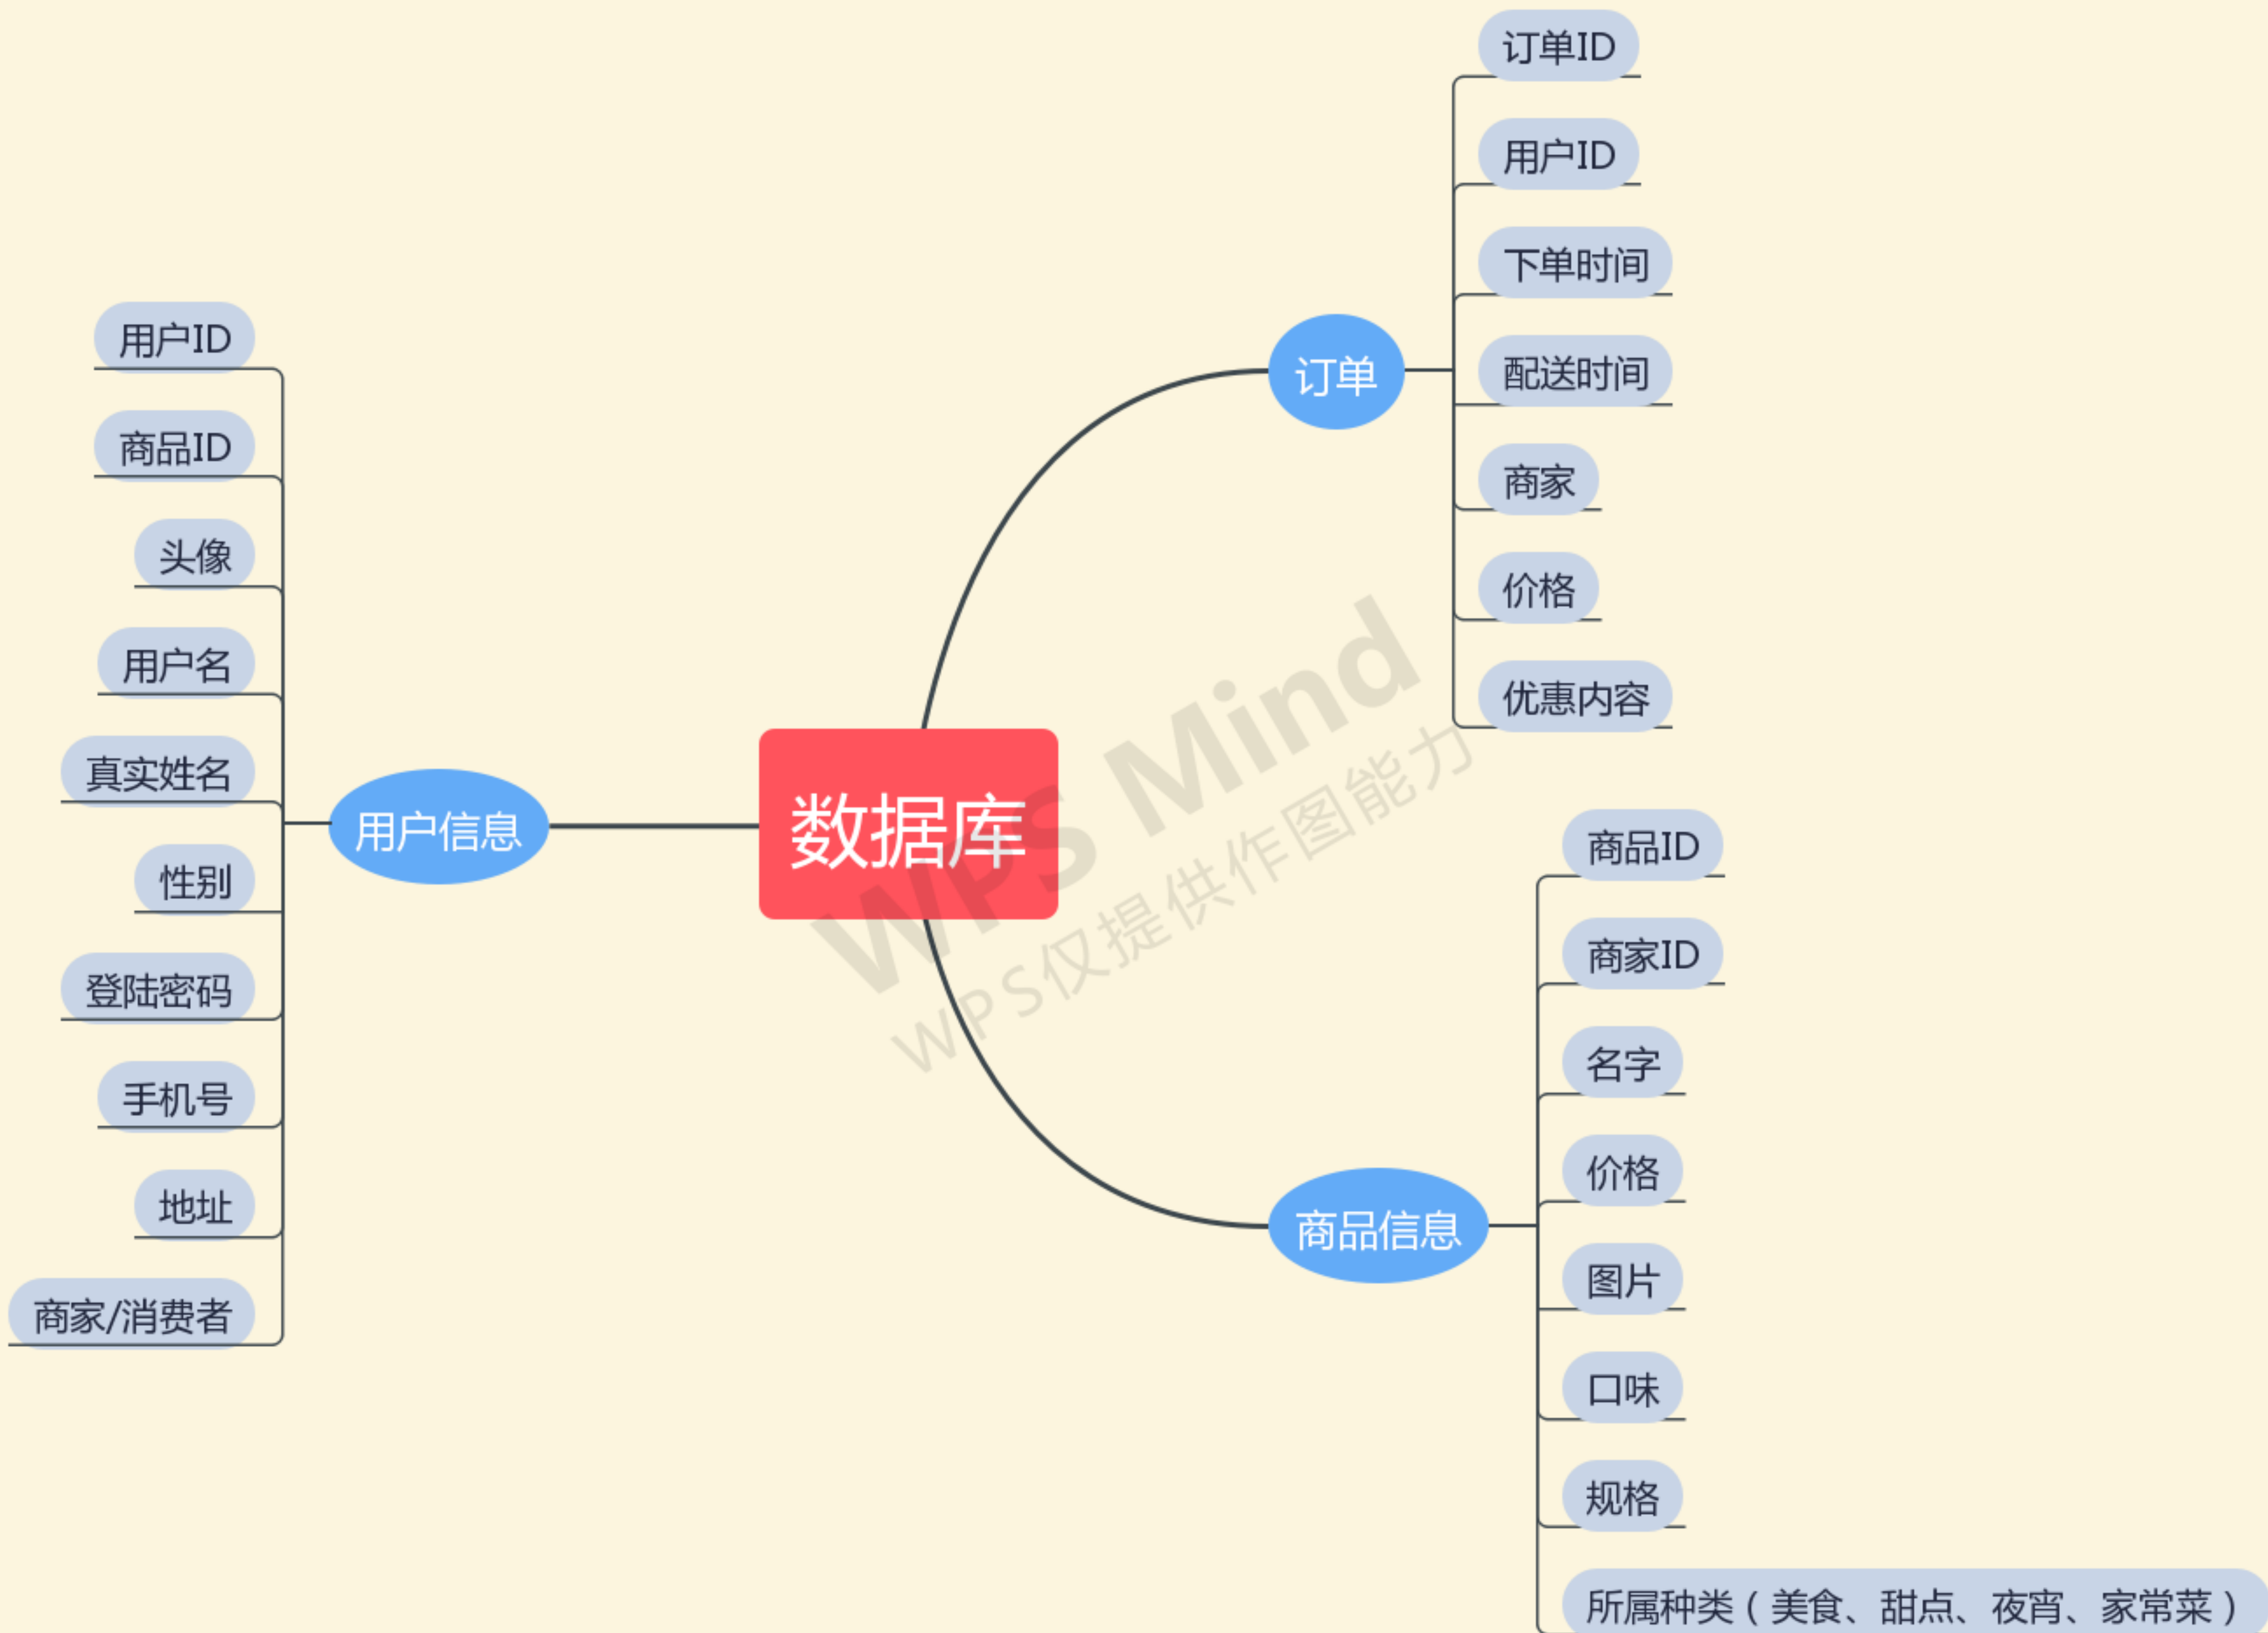 数据库
订单
订单ID
用户ID
下单时间
配送时间
商家
价格
优惠内容
商品信息
商品ID
商家ID
名字
价格
图片
口味
规格
所属种类（美食、甜点、夜宵、家常菜）
用户信息
用户ID
商品ID
头像
用户名
真实姓名
性别
登陆密码
手机号
地址
商家/消费者
WPS Mind
WPS仅提供作图能力